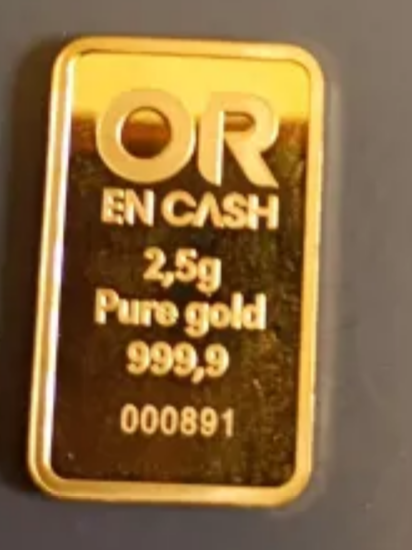 OR
EN CASH
2,5g
Pure gold
999,9
000891